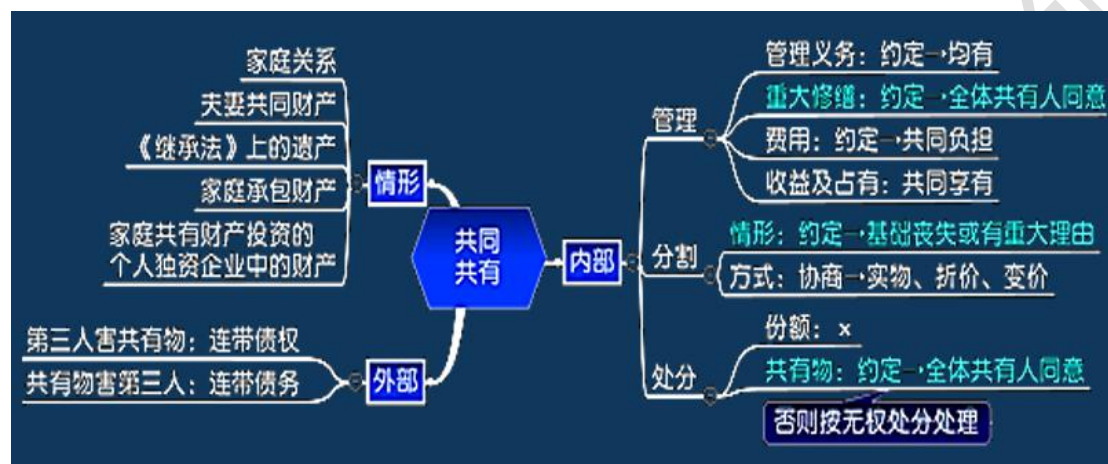 共同
共有
情形
家庭关系
夫妻共同财产
《继承法》上的遗产
家庭承包财产
家庭共有财产投资的
个人独资企业中的财产
外部
第三人害共有物：连带债权
共有物害第三人：连带债务
内部
管理
管理义务：约定→均有
重大修缮：约定→全体共有人同意
费用：约定→共同负担
收益及占有：共同享有
分割
情形：约定→基础丧失或有重大理由
方式：协商→实物、折价、变价
处分
份额：×
共有物：约定→全体共有人同意
否则按无权处分处理